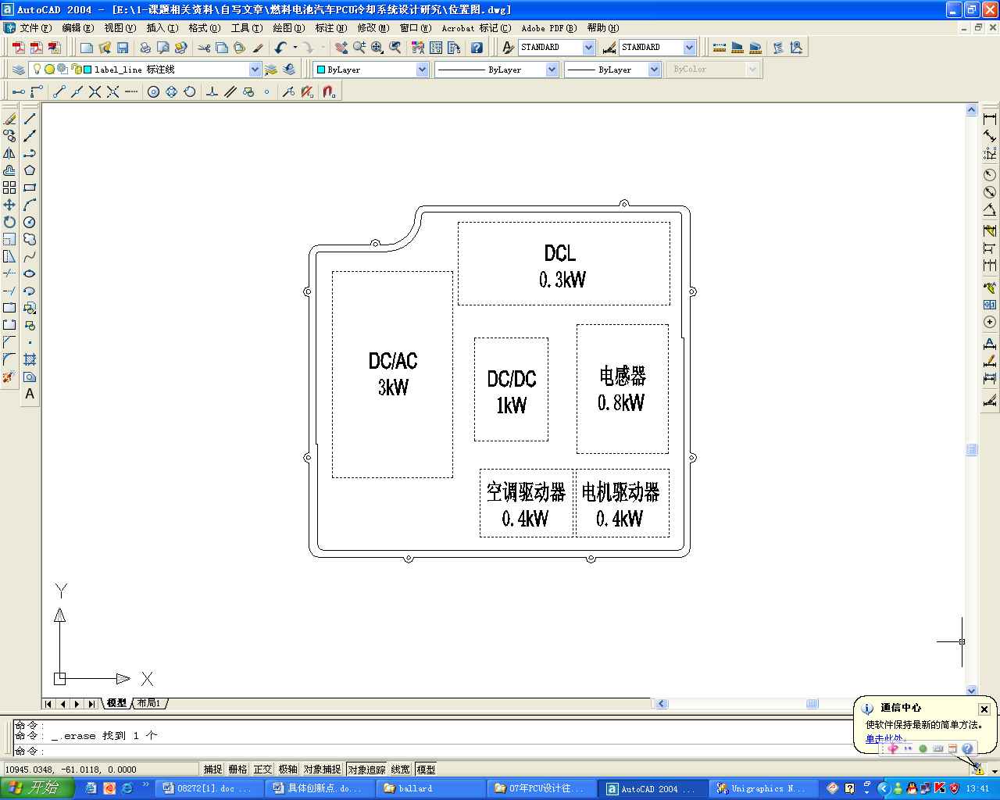 AutoCAD 2004 - [E:\1-课题相关资料\自写文章\燃料电池汽车PCU冷却系统设计研究\位置图.dwg]
文件(F) 编辑(E) 视图(V) 插入(I) 格式(O) 工具(T) 绘图(D) 标注(N) 修改(M) 窗口(W) Acrobat 标记(C) Adobe PDF(B) 帮助(H)
STANDARD STANDARD
label_line 标注线 ByLayer ByLayer ByLayer ByColor
DCL
0.3kW
DC/AC
3kW
DC/DC
1kW
电感器
0.8kW
空调驱动器
0.4kW
电机驱动器
0.4kW
Y
X
模型 布局1
命令:
命令: _.erase 找到 1 个
命令:
通信中心
使软件保持最新的简单方法。
单击此处。
10945.0348, -61.0118, 0.0000 捕捉 栅格 正交 极轴 对象捕捉 对象追踪 线宽 模型
开始 08272[1].doc ... 具体创新点.do... ballard 07年PCU设计往... AutoCAD 2004 ... Unigraphics N... 13:41